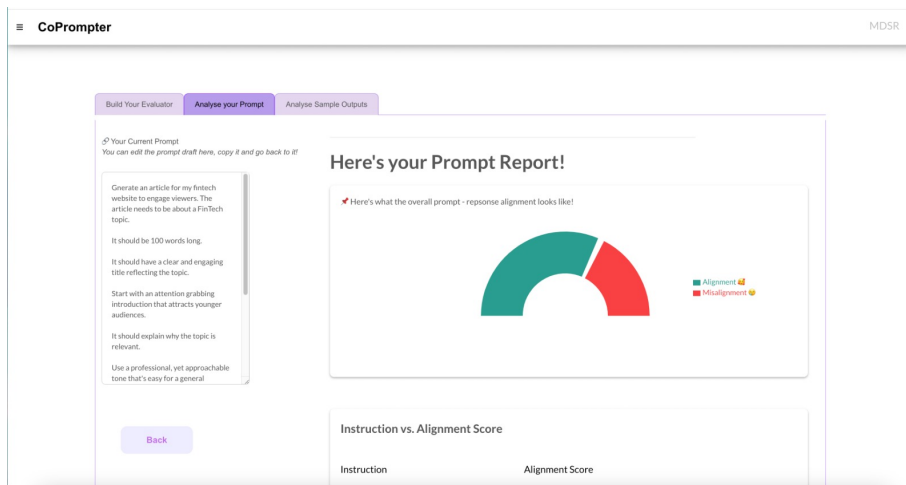 CoPrompter
MDSR
Build Your Evaluator
Analyse your Prompt
Analyse Sample Outputs
Your Current Prompt
You can edit the prompt draft here, copy it and go back to it!
Gnerate an article for my fintech
website to engage viewers. The
article needs to be about a FinTech
topic.
It should be 100 words long.
It should have a clear and engaging
title reflecting the topic.
Start with an attention grabbing
introduction that attracts younger
audiences.
It should explain why the topic is
relevant.
Use a professional, yet approachable
tone that's easy for a general
Back
Here's your Prompt Report!
Here's what the overall prompt - repsonse alignment looks like!
Alignment
Misalignment
Instruction vs. Alignment Score
Instruction
Alignment Score